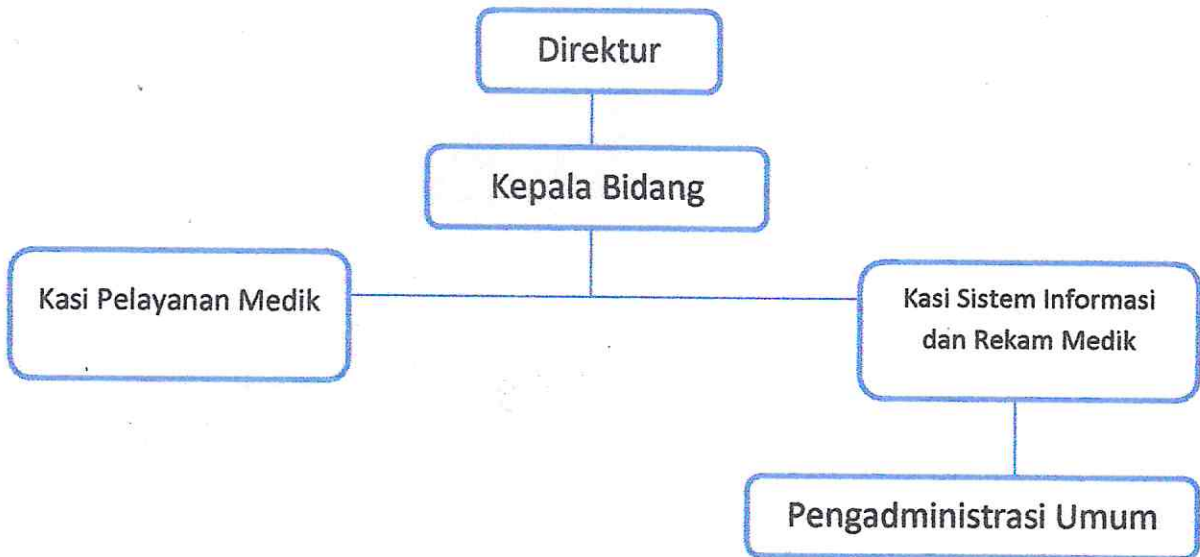 Direktur
Kepala Bidang
Kasi Pelayanan Medik
Kasi Sistem Informasi
dan Rekam Medik
Pengadministrasi Umum